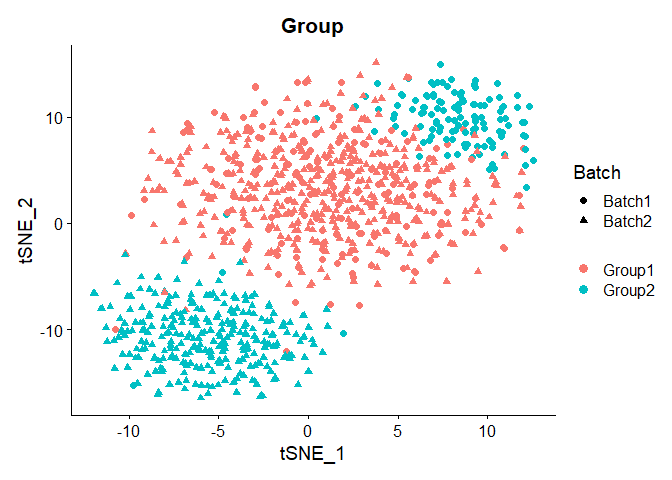 Group
10
0
-10
tSNE_2
-10
-5
0
5
10
tSNE_1
Batch
Batch1
Batch2
Group1
Group2